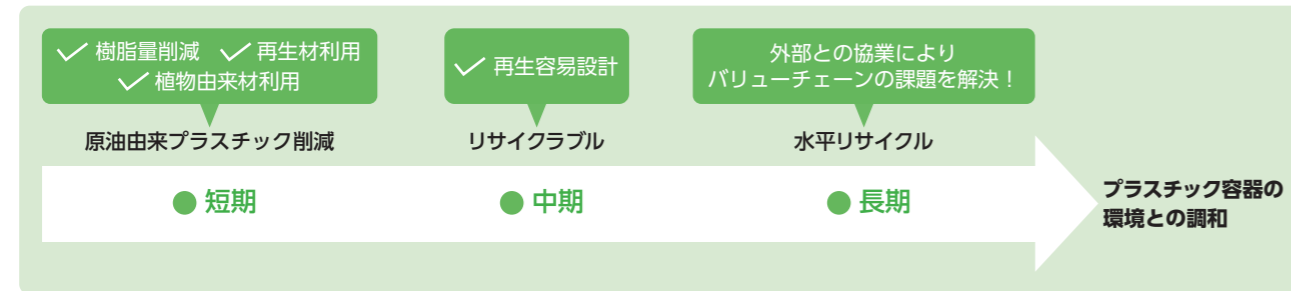 樹脂量削減 再生材利用
植物由来材利用
原油由来プラスチック削減
再生容易設計
リサイクラブル
外部との協業により
バリューチェーンの課題を解決！
水平リサイクル
短期
中期
長期
プラスチック容器の
環境との調和